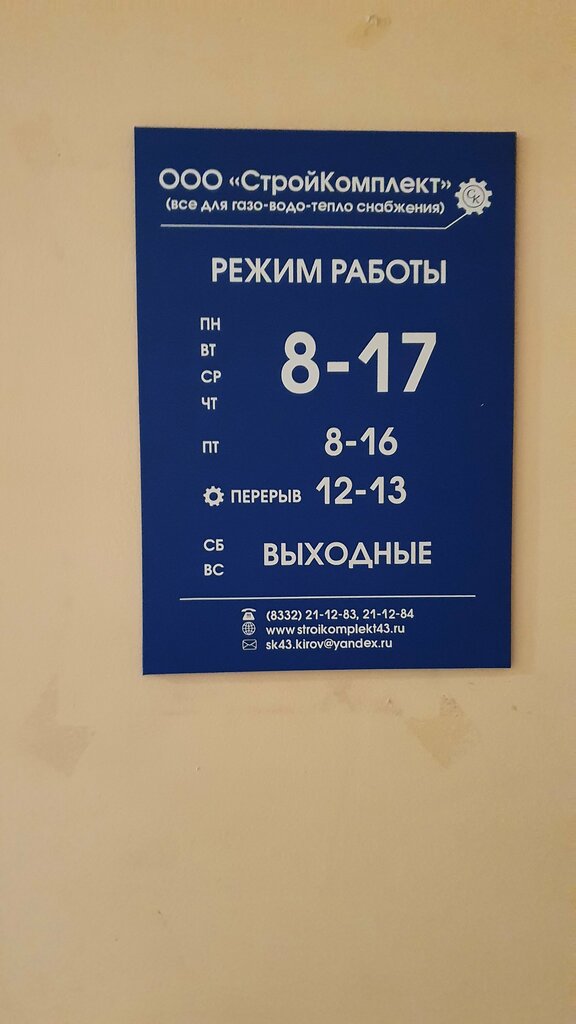 ООО «СтройКомплект»
СК
(все для газо-водо-тепло снабжения)
РЕЖИМ РАБОТЫ
ПН
ВТ
СР
ЧТ
8-17
ПТ 8-16
ПЕРЕРЫВ 12-13
СБ
ВС
ВЫХОДНЫЕ
(8332) 21-12-83, 21-12-84
www.stroikomplekt43.ru
sk43.kirov@yandex.ru